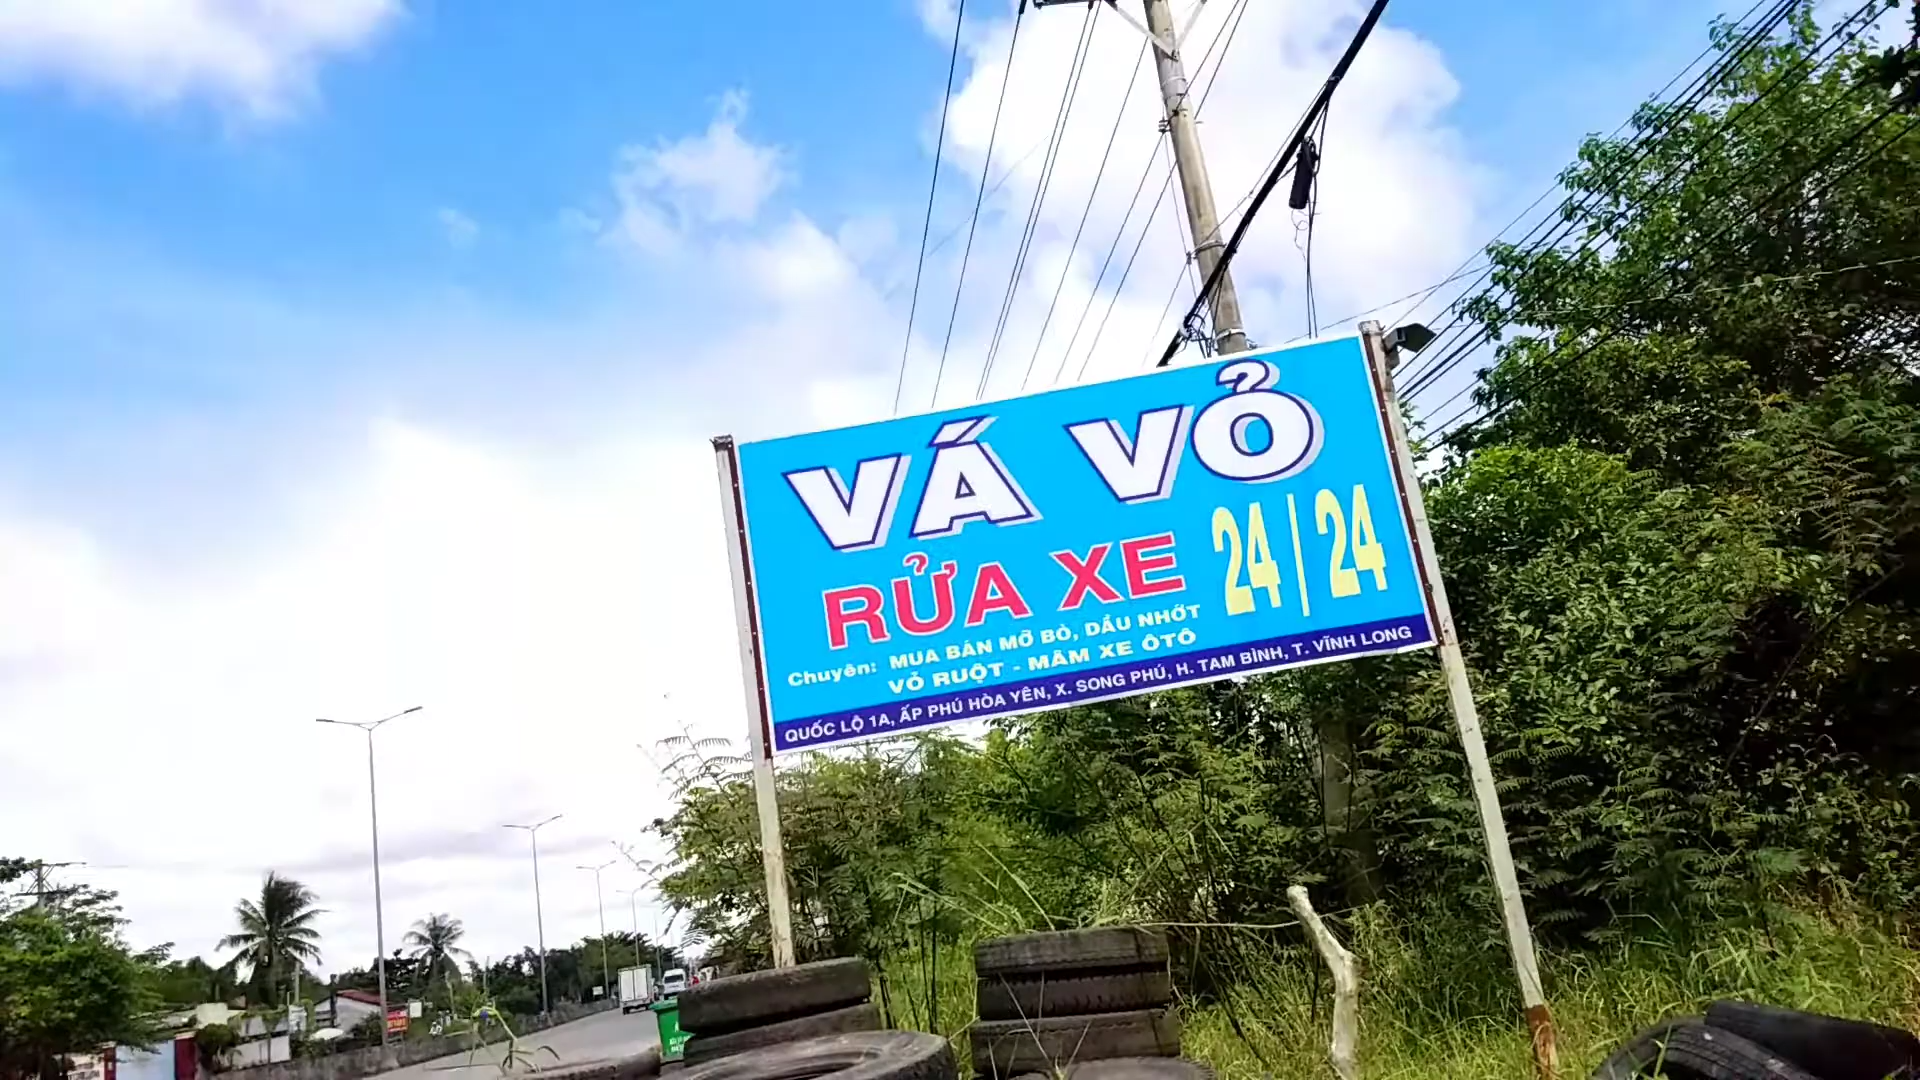 VÁ VỎ
RỬA XE 24 | 24
Chuyên: MUA BÁN MỠ BÒ, DẦU NHỚT
VỎ RUỘT - MÂM XE ÔTÔ
QUỐC LỘ 1A, ẤP PHÚ HÒA YÊN, X. SONG PHÚ, H. TAM BÌNH, T. VĨNH LONG